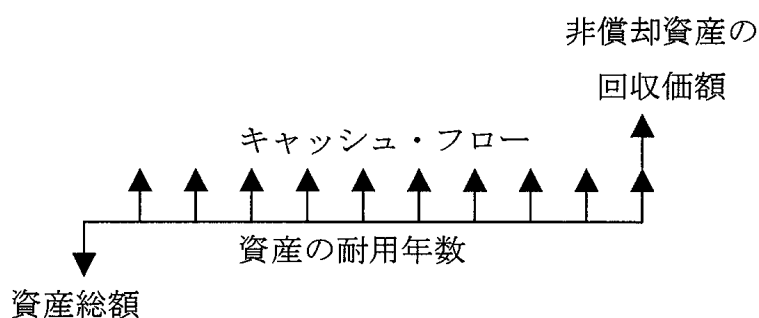 非償却資産の
回収価額
キャッシュ・フロー
資産の耐用年数
資産総額